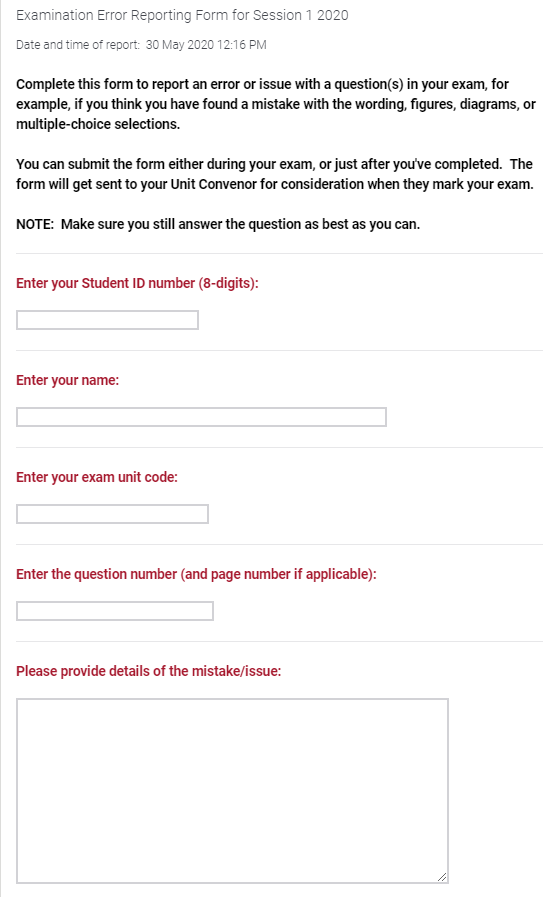 Examination Error Reporting Form for Session 1 2020
Date and time of report:  30 May 2020 12:16 PM
Complete this form to report an error or issue with a question(s) in your exam, for
example, if you think you have found a mistake with the wording, figures, diagrams, or
multiple-choice selections.
You can submit the form either during your exam, or just after you've completed.  The
form will get sent to your Unit Convenor for consideration when they mark your exam.
NOTE:  Make sure you still answer the question as best as you can.
Enter your Student ID number (8-digits):
Enter your name:
Enter your exam unit code:
Enter the question number (and page number if applicable):
Please provide details of the mistake/issue: